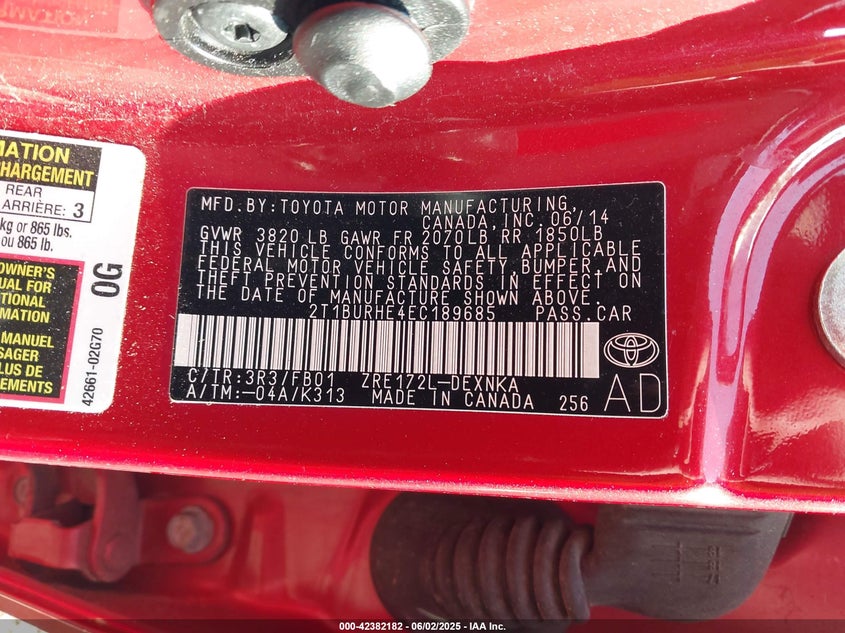 MATION
CHARGEMENT
REAR
ARRIÈRE: 3
kg or 865 lbs.
ou 865 lb.
OWNER'S
UAL FOR
TIONAL
RMATION
MANUEL
SAGER
LUS DE
42661-02G70
0G
MFD. BY: TOYOTA MOTOR MANUFACTURING,
CANADA, INC. 06/14
GVWR 3820 LB GAWR FR 2070LB RR 1850LB
THIS VEHICLE CONFORMS TO ALL APPLICABLE
FEDERAL MOTOR VEHICLE SAFETY, BUMPER, AND
THEFT PREVENTION STANDARDS IN EFFECT ON
THE DATE OF MANUFACTURE SHOWN ABOVE.
2T1BURHE4EC189685 PASS. CAR
C/TR: 3R3/FB01 ZRE172L-DEXNKA
A/TM: -04A/K313 MADE IN CANADA 256
AD
000-42382182 - 06/02/2025 - IAA Inc.